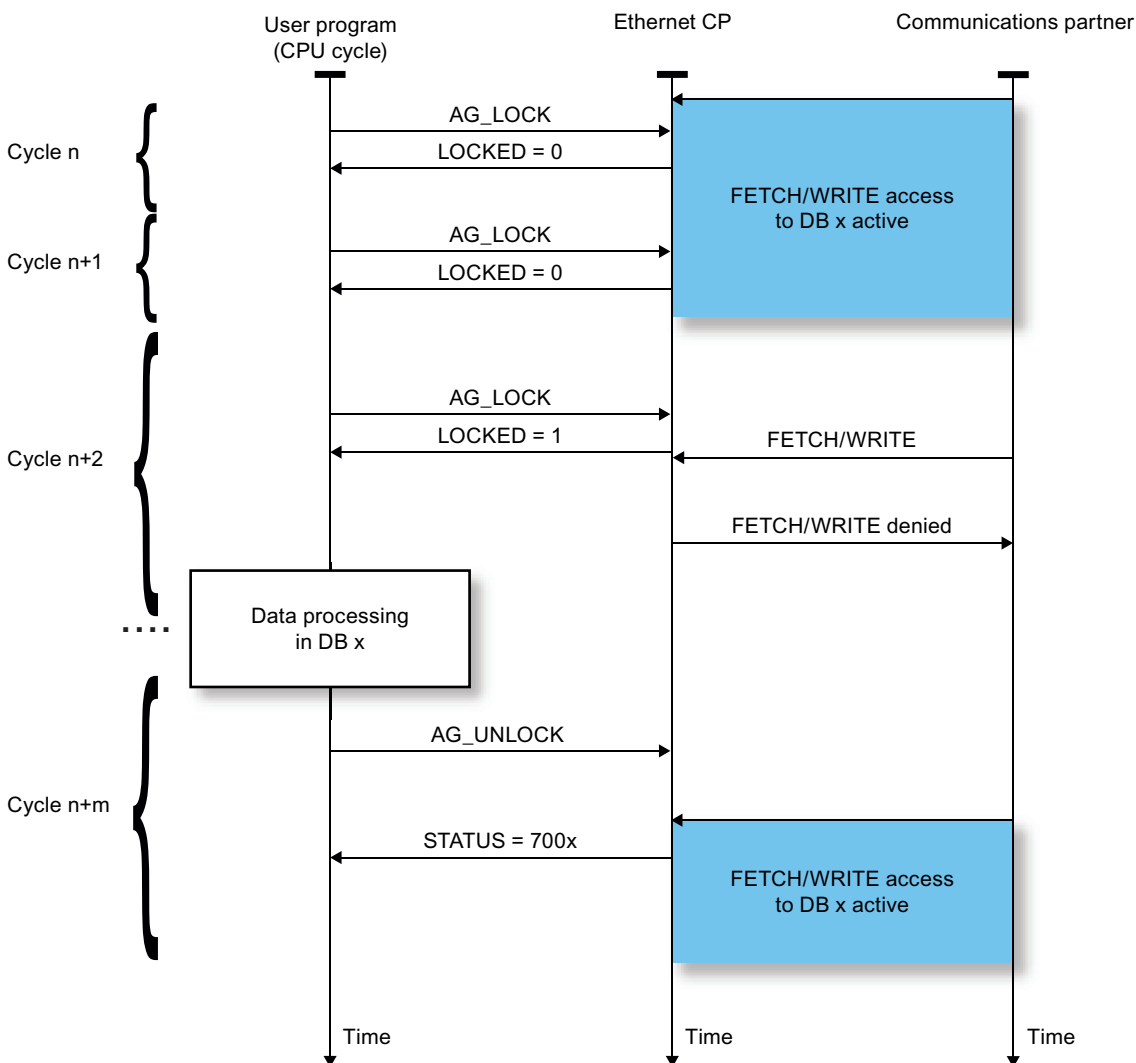 User program
(CPU cycle)
Ethernet CP
Communications partner
Cycle n
AG_LOCK
LOCKED = 0
FETCH/WRITE access
to DB x active
Cycle n+1
AG_LOCK
LOCKED = 0
Cycle n+2
AG_LOCK
LOCKED = 1
FETCH/WRITE
FETCH/WRITE denied
....
Data processing
in DB x
Cycle n+m
AG_UNLOCK
STATUS = 700x
FETCH/WRITE access
to DB x active
Time
Time
Time